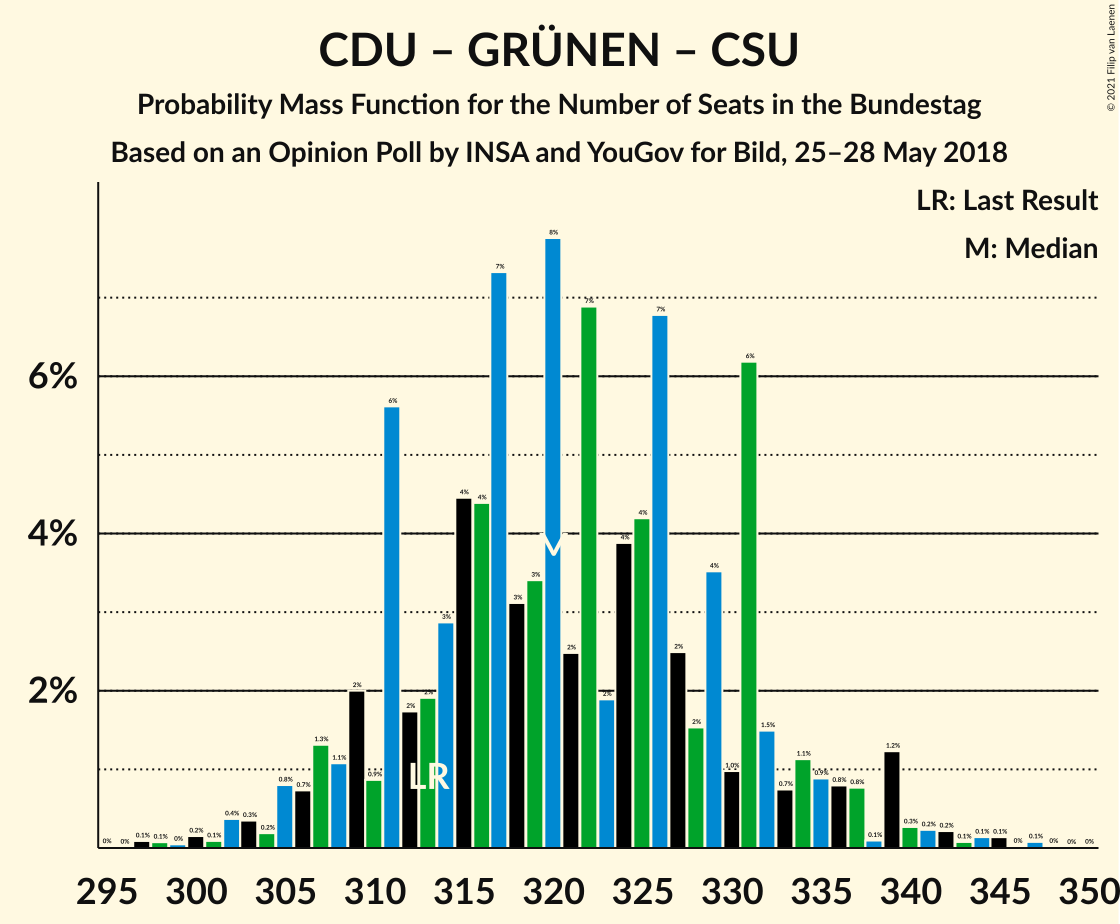 CDU – GRÜNEN – CSU
Probability Mass Function for the Number of Seats in the Bundestag
Based on an Opinion Poll by INSA and YouGov for Bild, 25–28 May 2018
© 2021 Filip van Laenen
LR: Last Result
M: Median
6%
4%
2%
0% 0% 0.1% 0.1% 0% 0.2% 0.1% 0.4% 0.3% 0.2% 0.8% 0.7% 1.3% 1.1% 2% 0.9% 6% 2% 2% 3% 4% 4% 7% 3% 3% 8% 2% 7% 2% 4% 4% 7% 2% 2% 4% 1.0% 6% 1.5% 0.7% 1.1% 0.9% 0.8% 0.8% 0.1% 1.2% 0.3% 0.2% 0.2% 0.1% 0.1% 0.1% 0% 0.1% 0% 0% 0%
M
LR
295 300 305 310 315 320 325 330 335 340 345 350